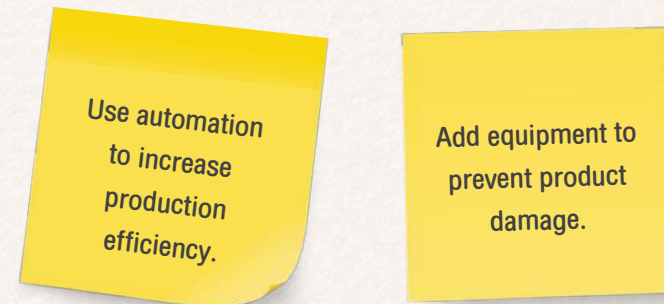 Use automation
to increase
production
efficiency.
Add equipment to
prevent product
damage.